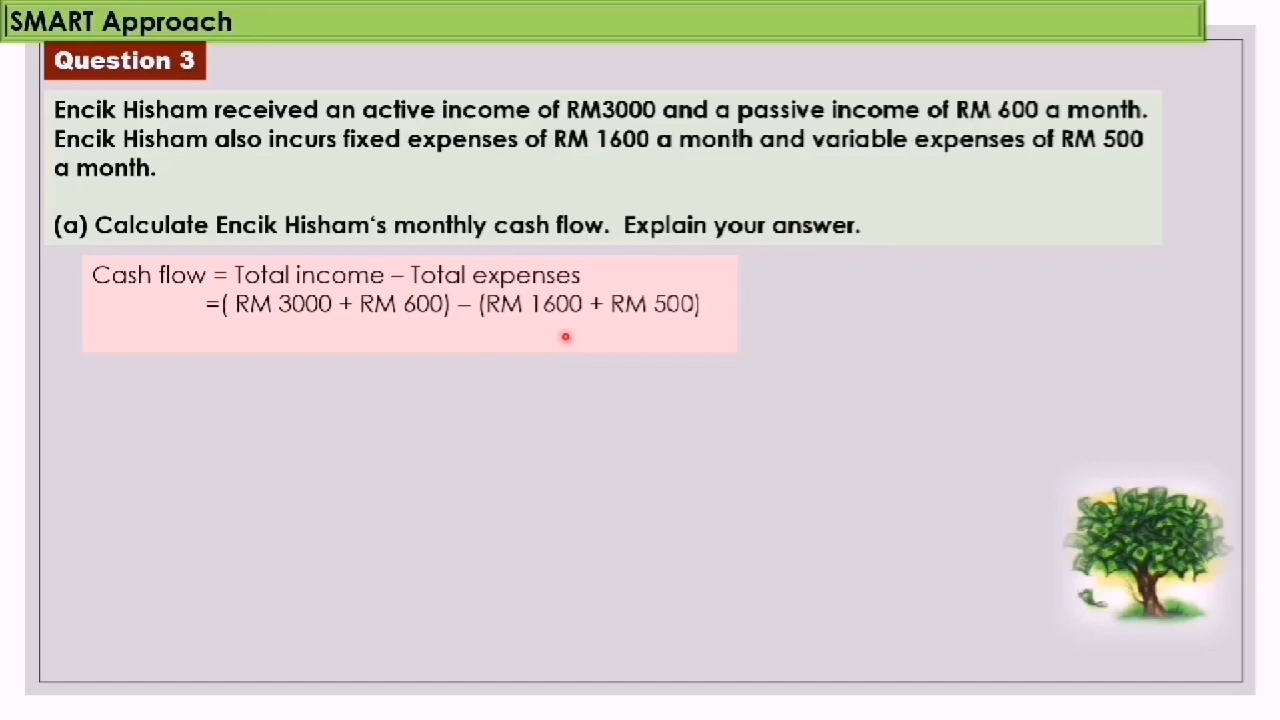 SMART Approach
Question 3
Encik Hisham received an active income of RM3000 and a passive income of RM 600 a month.
Encik Hisham also incurs fixed expenses of RM 1600 a month and variable expenses of RM 500
a month.
(a) Calculate Encik Hisham‘s monthly cash flow.  Explain your answer.
Cash flow = Total income – Total expenses
=( RM 3000 + RM 600) – (RM 1600 + RM 500)